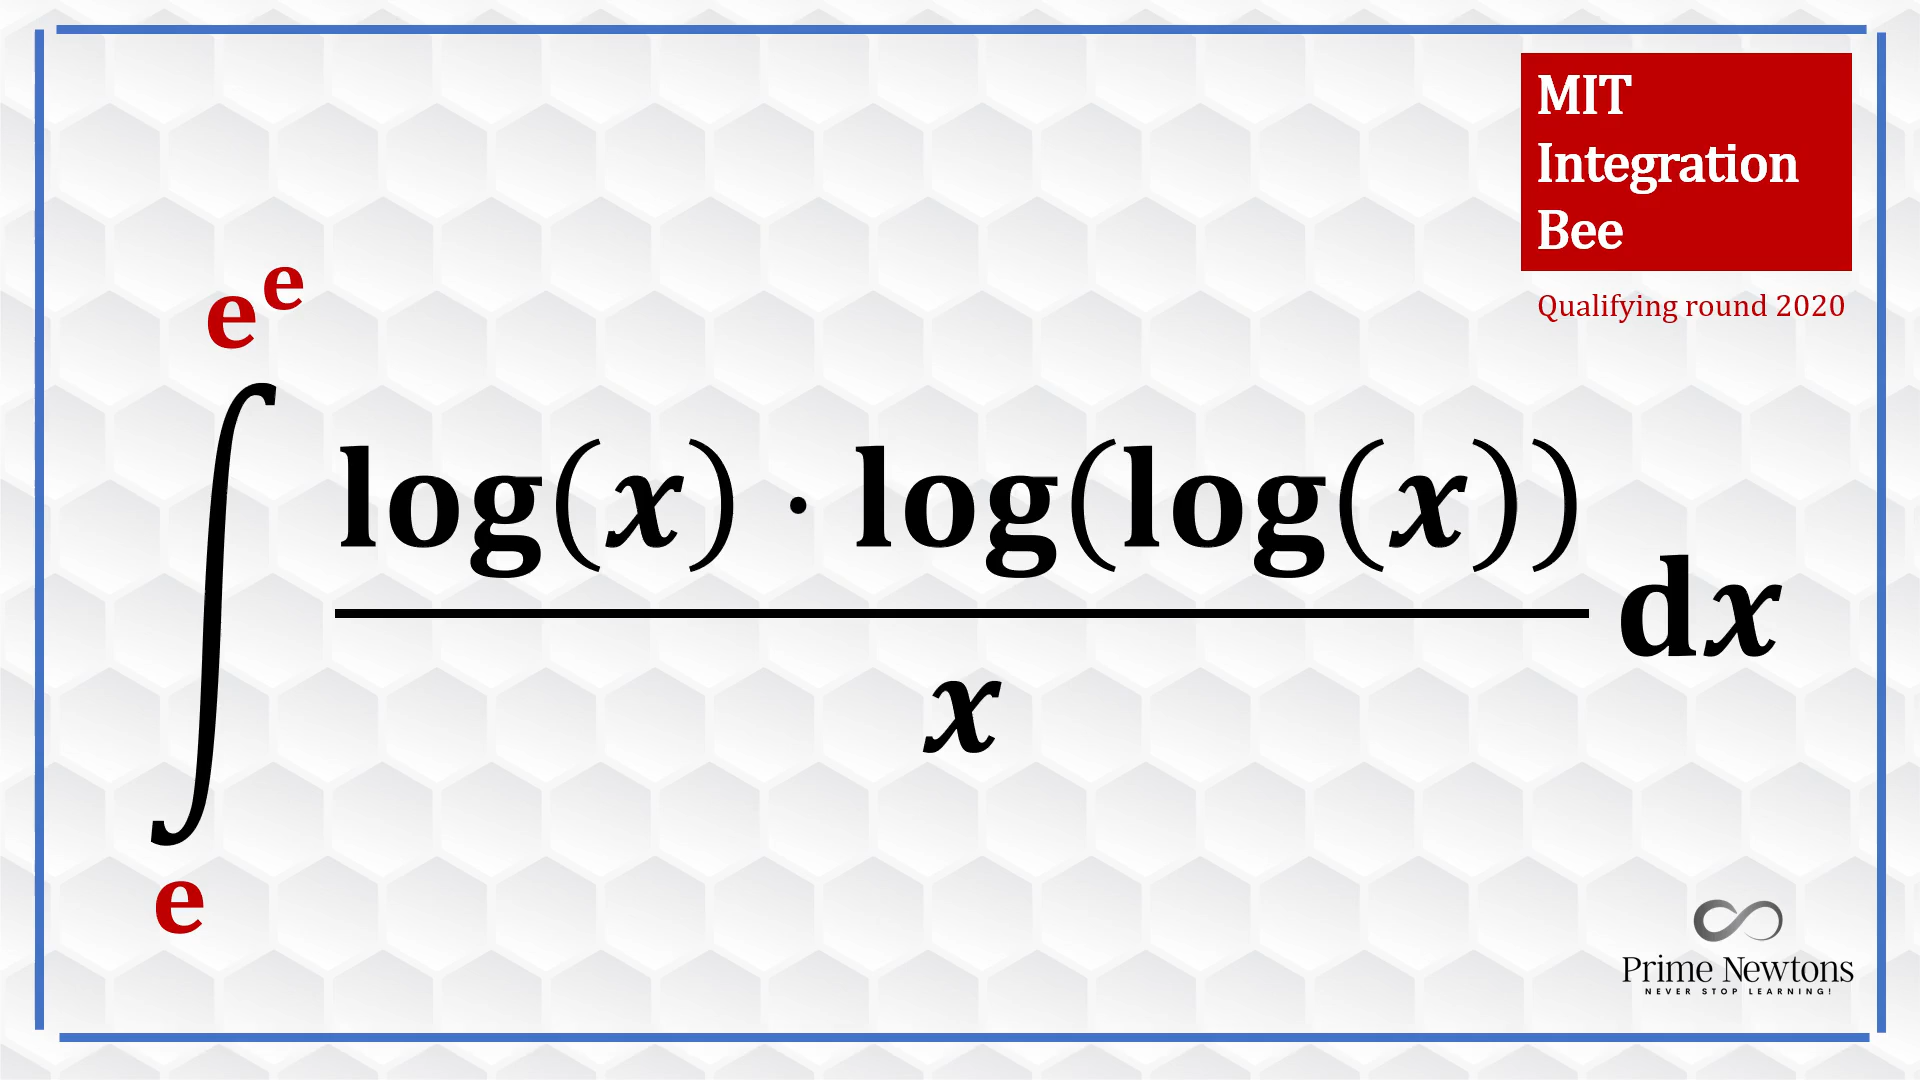 MIT
Integration
Bee
Qualifying round 2020
e^e
∫
log(x) · log(log(x))
dx
x
e
Prime Newtons
NEVER STOP LEARNING!